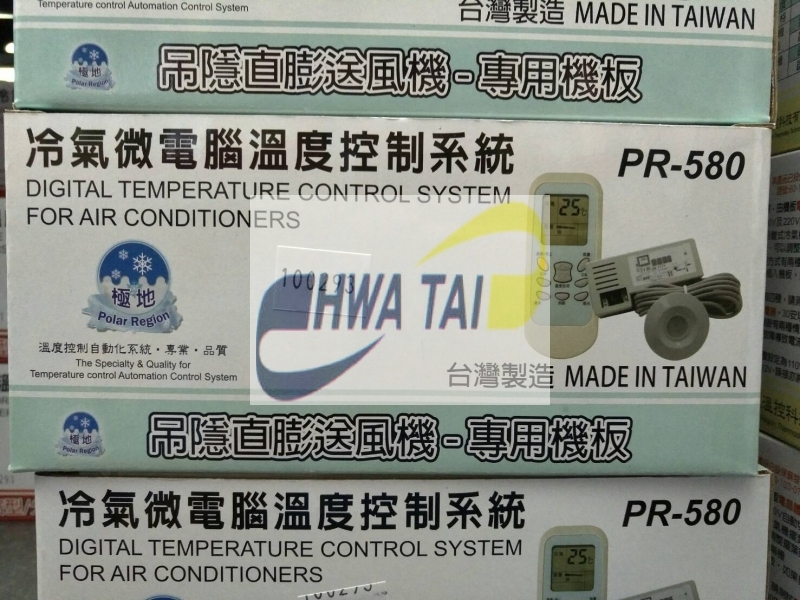 Temperature control Automation Control System
台灣製造 MADE IN TAIWAN
極地
Polar Region
吊隱直膨送風機-專用機板
冷氣微電腦溫度控制系統
PR-580
DIGITAL TEMPERATURE CONTROL SYSTEM
FOR AIR CONDITIONERS
25
100293
HWA TAI
極地
Polar Region
溫度控制自動化系統·專業·品質
The Specialty & Quality for
Temperature control Automation Control System
台灣製造 MADE IN TAIWAN
極地
Polar Region
吊隱直膨送風機-專用機板
冷氣微電腦溫度控制系統
PR-580
DIGITAL TEMPERATURE CONTROL SYSTEM
FOR AIR CONDITIONERS
25
100293